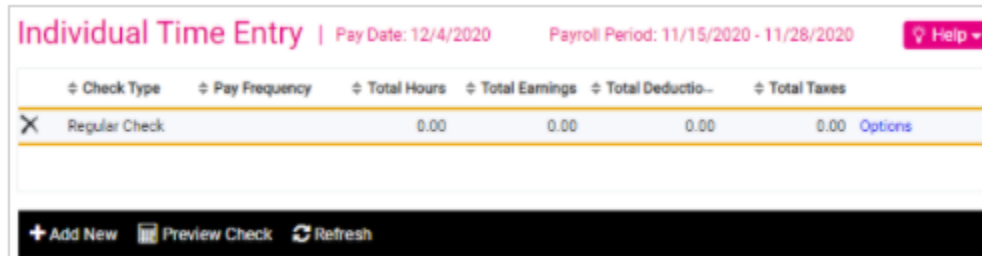 Individual Time Entry | Pay Date: 12/4/2020 Payroll Period: 11/15/2020 - 11/28/2020 Help
Check Type Pay Frequency Total Hours Total Earnings Total Deductio... Total Taxes
Regular Check 0.00 0.00 0.00 0.00 Options
Add New Preview Check Refresh